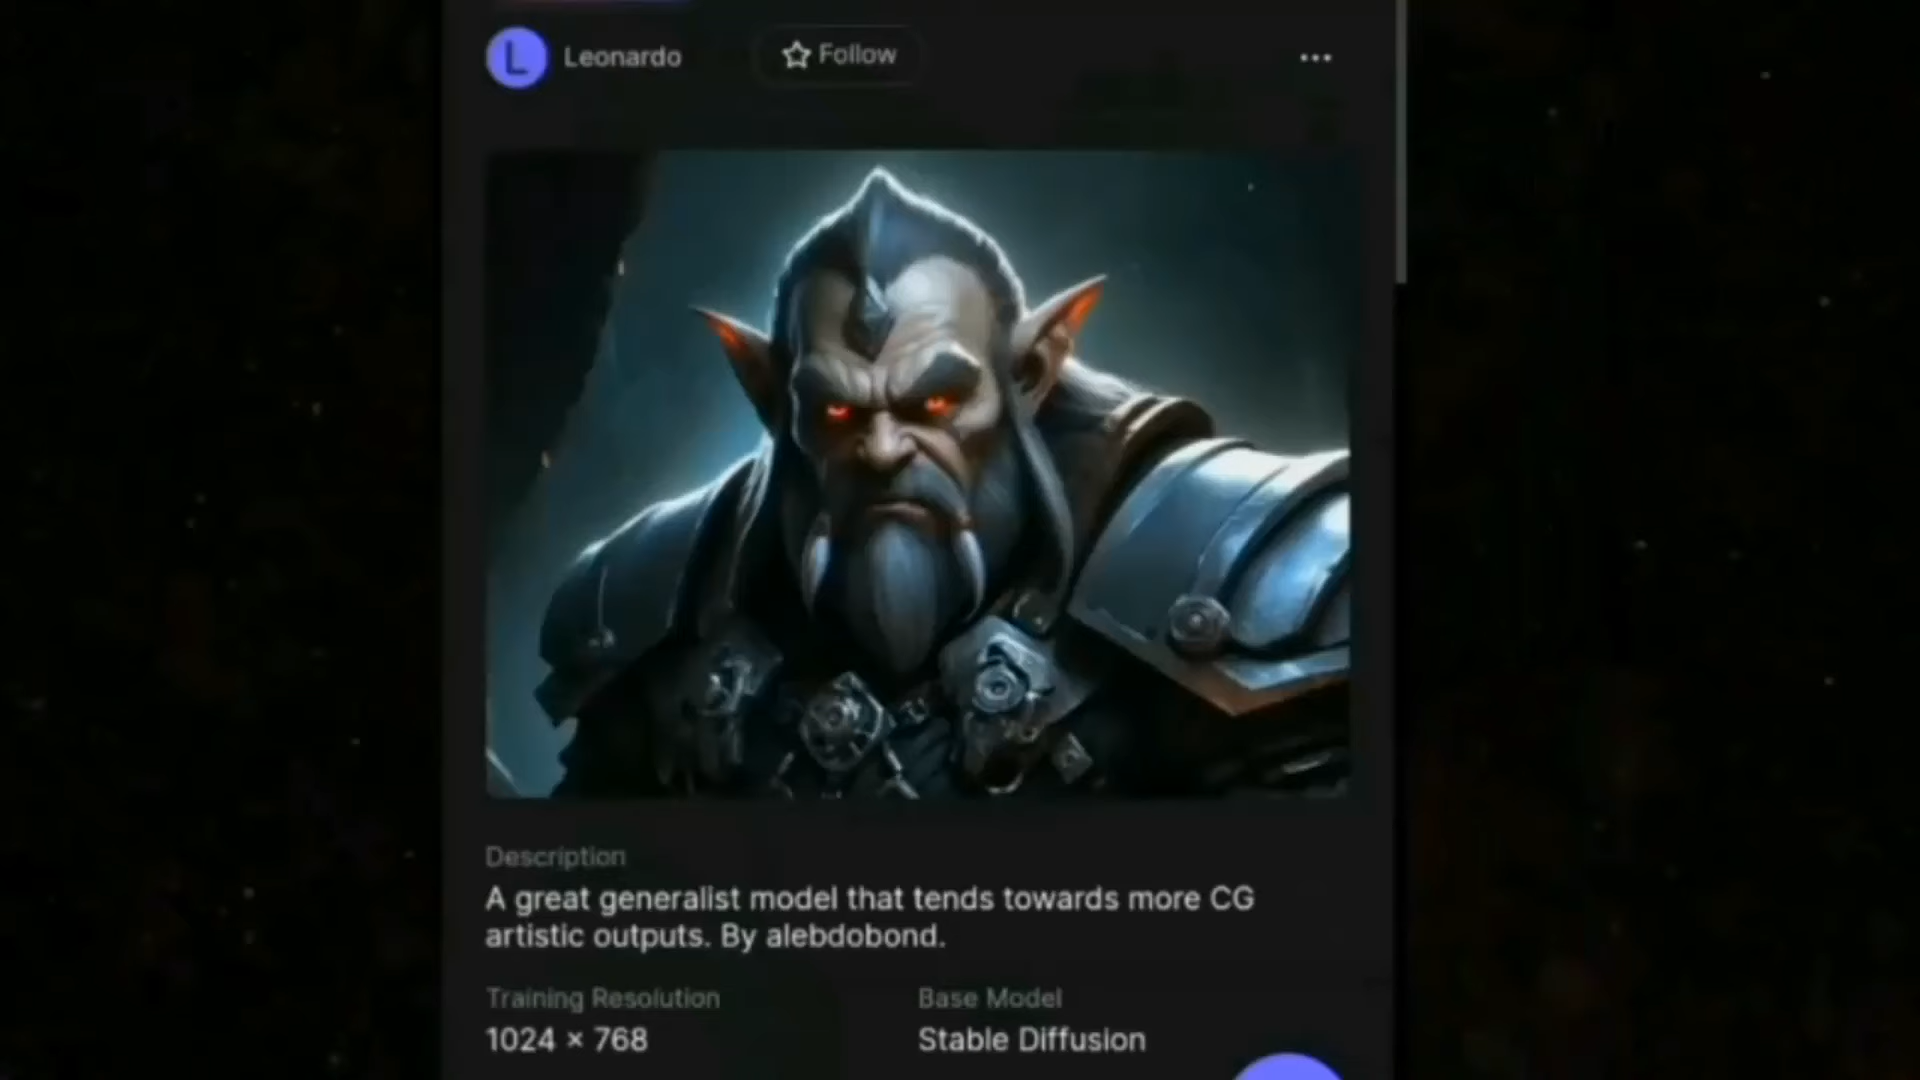 L Leonardo Follow
Description
A great generalist model that tends towards more CG
artistic outputs. By alebdobond.
Training Resolution Base Model
1024 × 768 Stable Diffusion